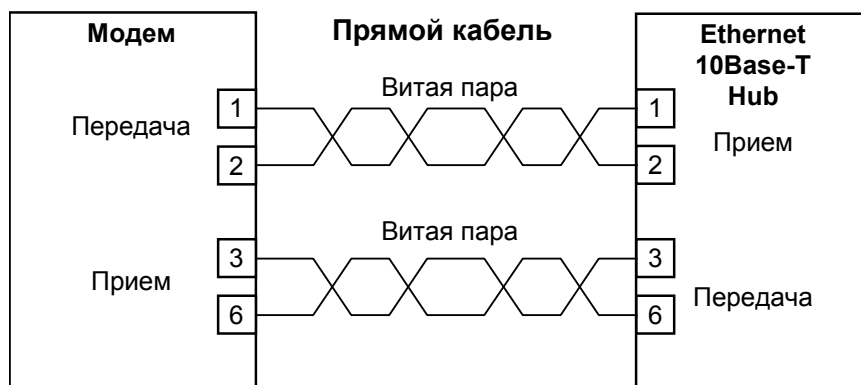 Модем
Прямой кабель
Ethernet
10Base-T
Hub
Витая пара
1
1
Передача
Прием
2
2
Витая пара
3
3
Прием
Передача
6
6